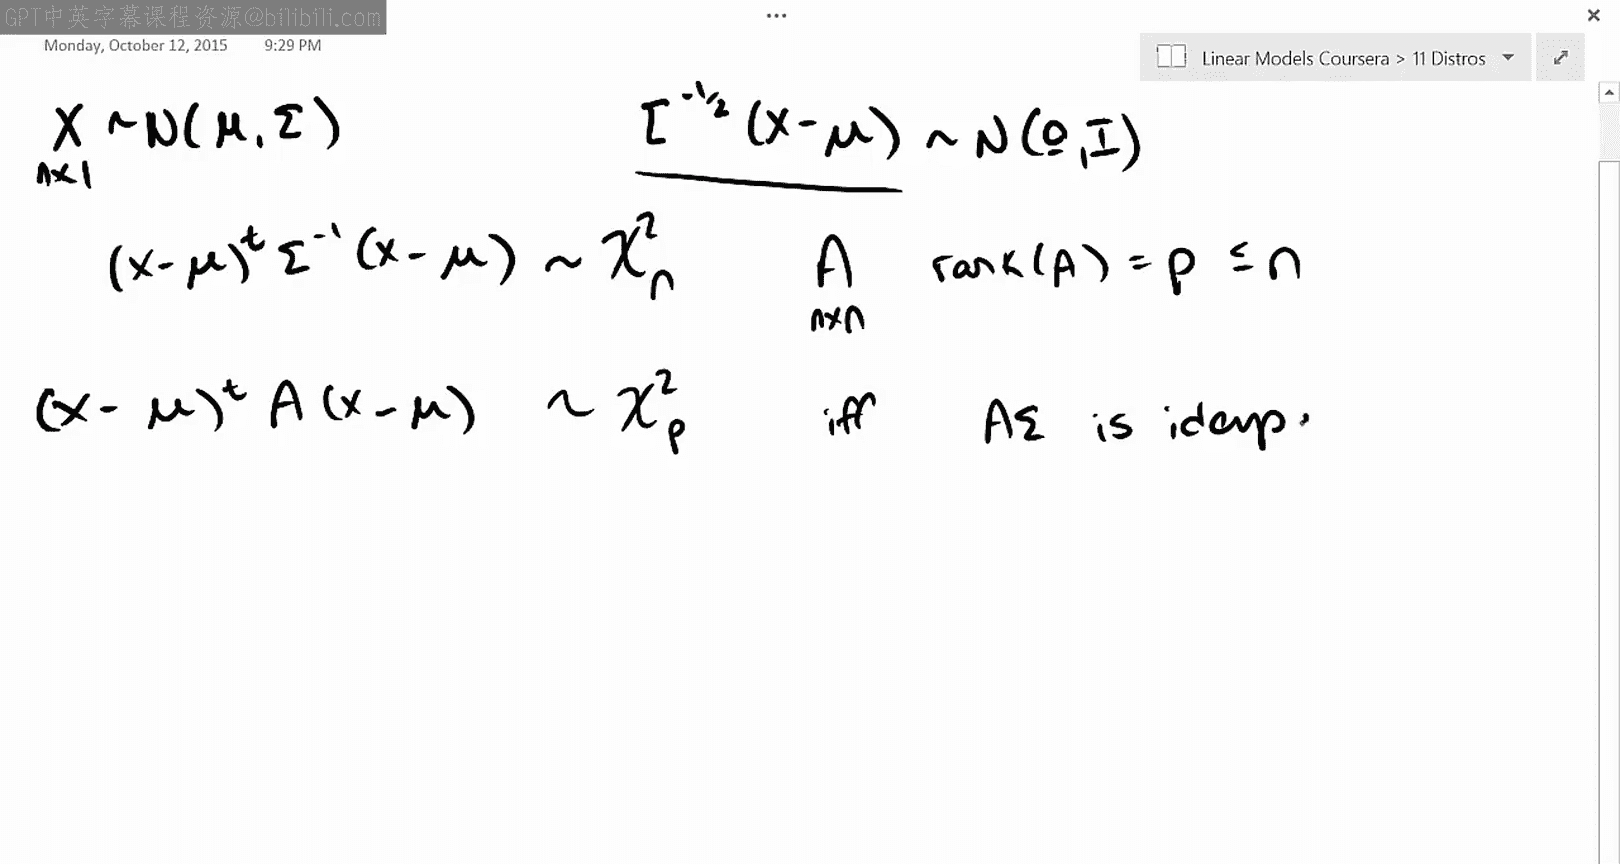 GPT中英字幕课程资源@bilibili.com
Monday, October 12, 2015 9:29 PM
Linear Models Coursera > 11 Distros
X ~ N(μ, Σ) Σ^{-1/2} (x-μ) ~ N(0, I)
n×1
(x-μ)^t Σ^{-1} (x-μ) ~ χ²_n A rank(A) = p ≤ n
n×n
(x-μ)^t A (x-μ) ~ χ²_p iff AΣ is idemp.